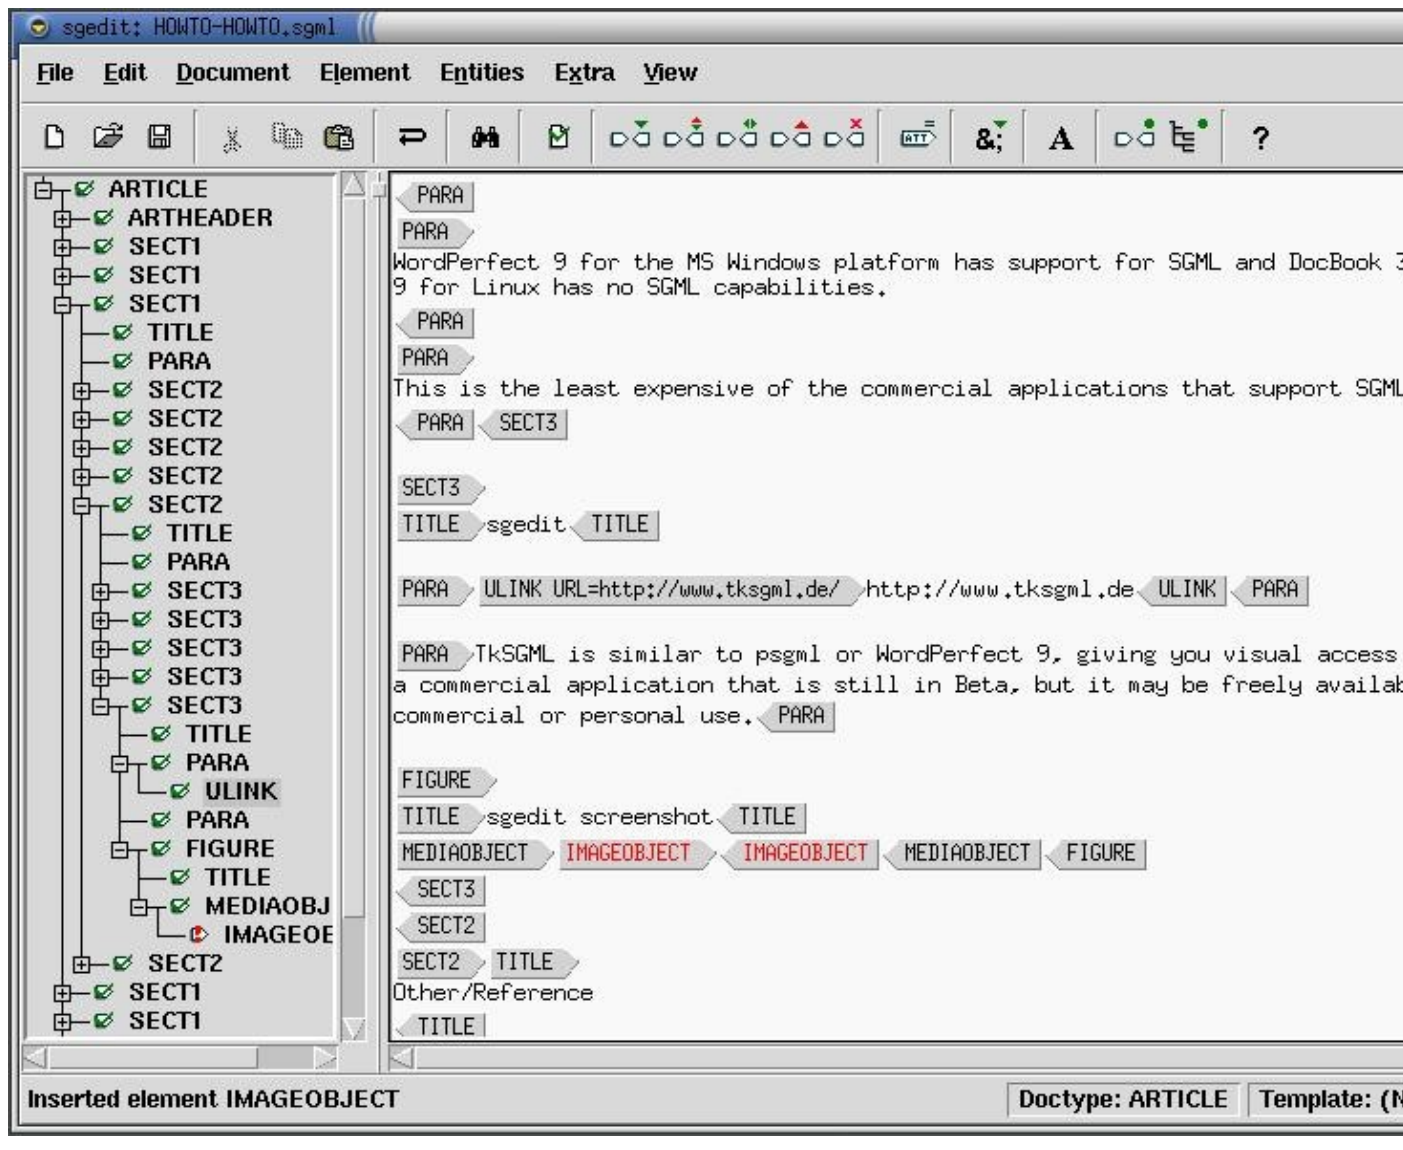 sgedit: HOWTO-HOWTO.sgml
File Edit Document Element Entities Extra View
ATT &; A ?
ARTICLE
ARTHEADER
SECT1
SECT1
SECT1
TITLE
PARA
SECT2
SECT2
SECT2
SECT2
SECT2
TITLE
PARA
SECT3
SECT3
SECT3
SECT3
SECT3
TITLE
PARA
ULINK
PARA
FIGURE
TITLE
MEDIAOBJ
IMAGEOE
SECT2
SECT1
SECT1
PARA
PARA
WordPerfect 9 for the MS Windows platform has support for SGML and DocBook 3
9 for Linux has no SGML capabilities.
PARA
PARA
This is the least expensive of the commercial applications that support SGML
PARA SECT3
SECT3
TITLE sgedit TITLE
PARA ULINK URL=http://www.tksgml.de/ http://www.tksgml.de ULINK PARA
PARA TkSGML is similar to psgml or WordPerfect 9, giving you visual access
a commercial application that is still in Beta, but it may be freely availab
commercial or personal use. PARA
FIGURE
TITLE sgedit screenshot TITLE
MEDIAOBJECT IMAGEOBJECT IMAGEOBJECT MEDIAOBJECT FIGURE
SECT3
SECT2
SECT2 TITLE
Other/Reference
TITLE
Inserted element IMAGEOBJECT Doctype: ARTICLE Template: (N